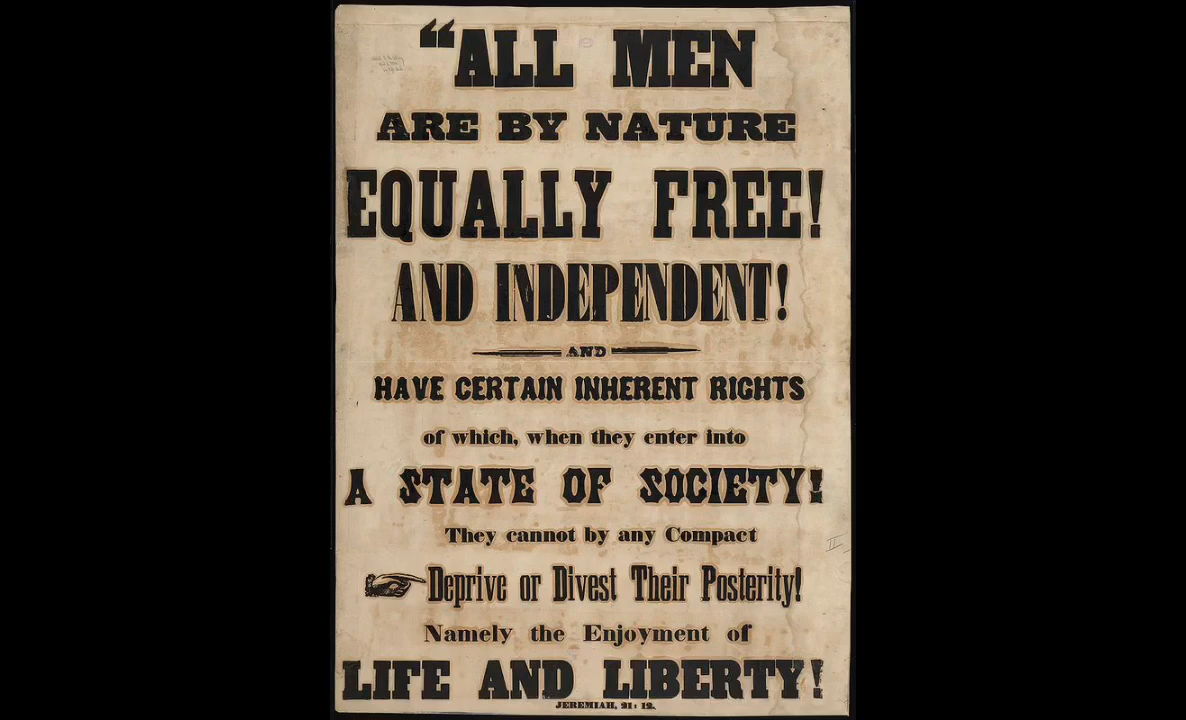 “ALL MEN
ARE BY NATURE
EQUALLY FREE!
AND INDEPENDENT!
AND
HAVE CERTAIN INHERENT RIGHTS
of which, when they enter into
A STATE OF SOCIETY!
They cannot by any Compact
Deprive or Divest Their Posterity!
Namely the Enjoyment of
LIFE AND LIBERTY!
JEREMIAH, 21: 12.
II